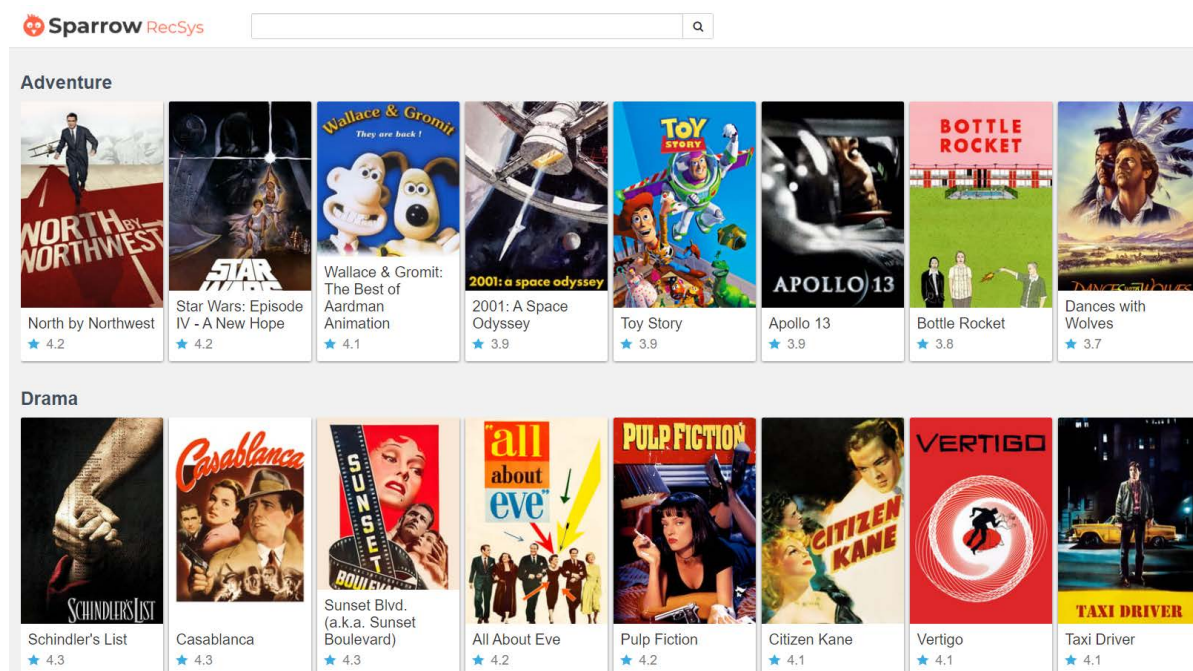 Sparrow RecSys
Adventure
NORTH BY
NORTHWEST
STAR
WARS
Wallace & Gromit
They are back !
2001: a space odyssey
TOY
STORY
APOLLO 13
BOTTLE
ROCKET
DANCES WITH WOLVES
North by Northwest
4.2
Star Wars: Episode
IV - A New Hope
4.2
Wallace & Gromit:
The Best of
Aardman
Animation
4.1
2001: A Space
Odyssey
3.9
Toy Story
3.9
Apollo 13
3.9
Bottle Rocket
3.8
Dances with
Wolves
3.7
Drama
SCHINDLER'S LIST
Casablanca
SUNSET
BOULEVARD
"all
about
eve"
PULP FICTION
CITIZEN
KANE
VERTIGO
TAXI DRIVER
Schindler's List
4.3
Casablanca
4.3
Sunset Blvd.
(a.k.a. Sunset
Boulevard)
4.3
All About Eve
4.2
Pulp Fiction
4.2
Citizen Kane
4.1
Vertigo
4.1
Taxi Driver
4.1